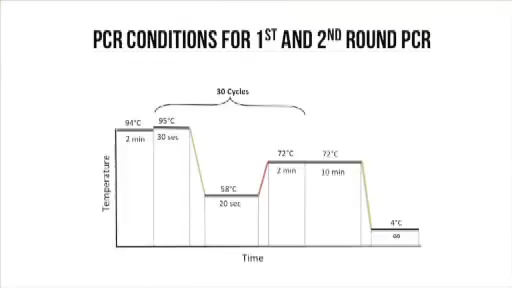 PCR CONDITIONS FOR 1ST AND 2ND ROUND PCR
30 Cycles
94°C
2 min
95°C
30 sec
58°C
20 sec
72°C
2 min
72°C
10 min
4°C
∞
Temperature
Time